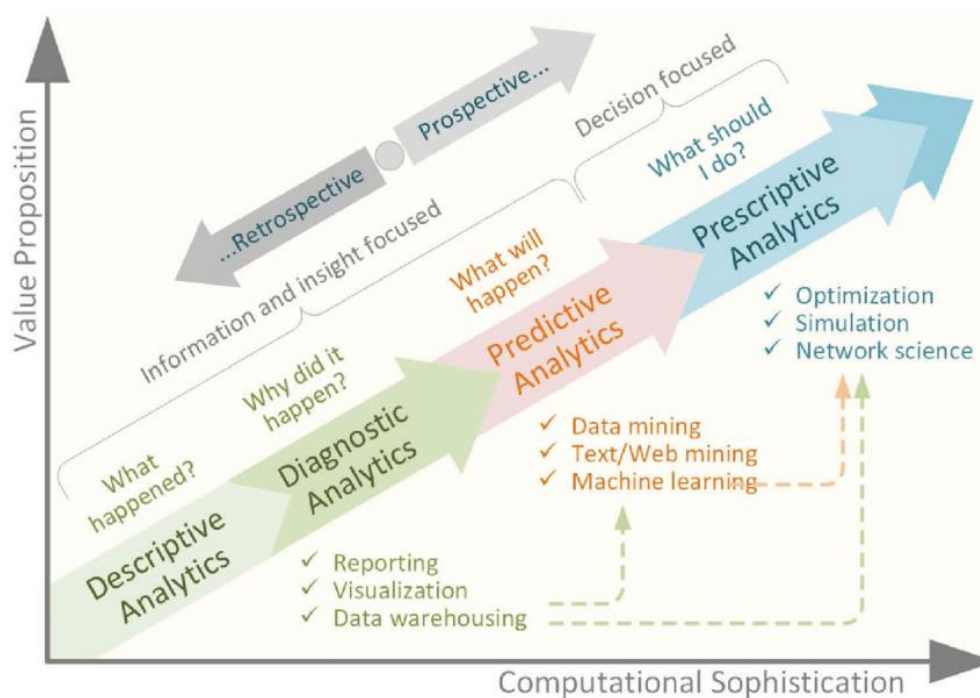 Value Proposition
...Retrospective
Prospective...
Information and insight focused
Decision focused
What
happened?
Why did it
happen?
What will
happen?
What should
I do?
Descriptive
Analytics
Diagnostic
Analytics
Predictive
Analytics
Prescriptive
Analytics
✓ Reporting
✓ Visualization
✓ Data warehousing
✓ Data mining
✓ Text/Web mining
✓ Machine learning
✓ Optimization
✓ Simulation
✓ Network science
Computational Sophistication